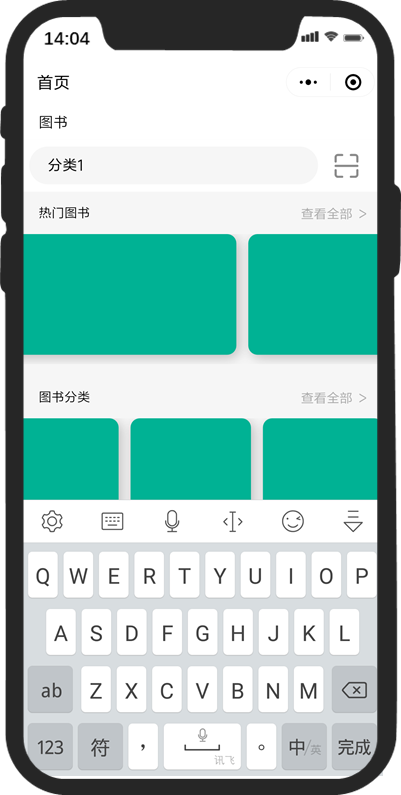 14:04
首页
图书
分类1
热门图书 查看全部 >
图书分类 查看全部 >
Q W E R T Y U I O P
A S D F G H J K L
ab Z X C V B N M
123 符 , 讯飞 。 中/英 完成